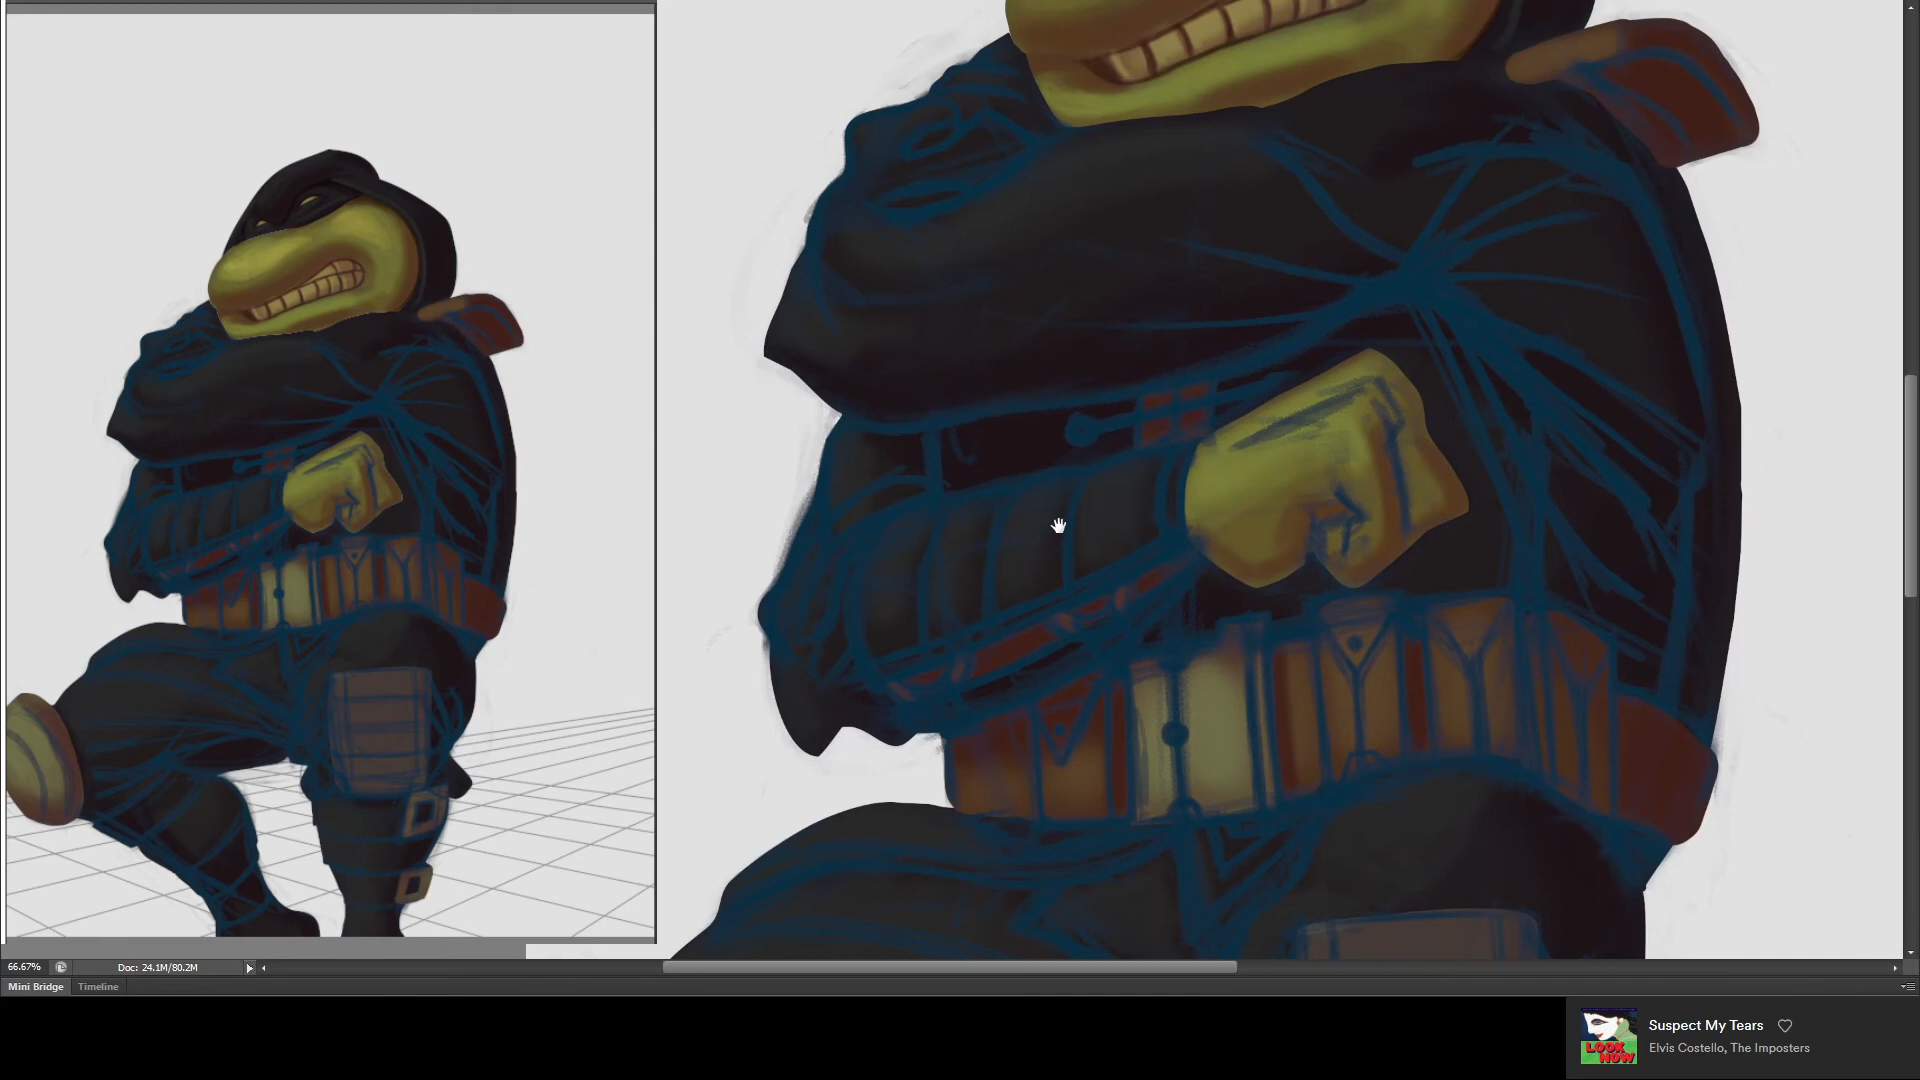 66.67%
Doc: 24.1M/80.2M
Mini Bridge
Timeline
LOOK
NOW
Suspect My Tears
Elvis Costello, The Imposters